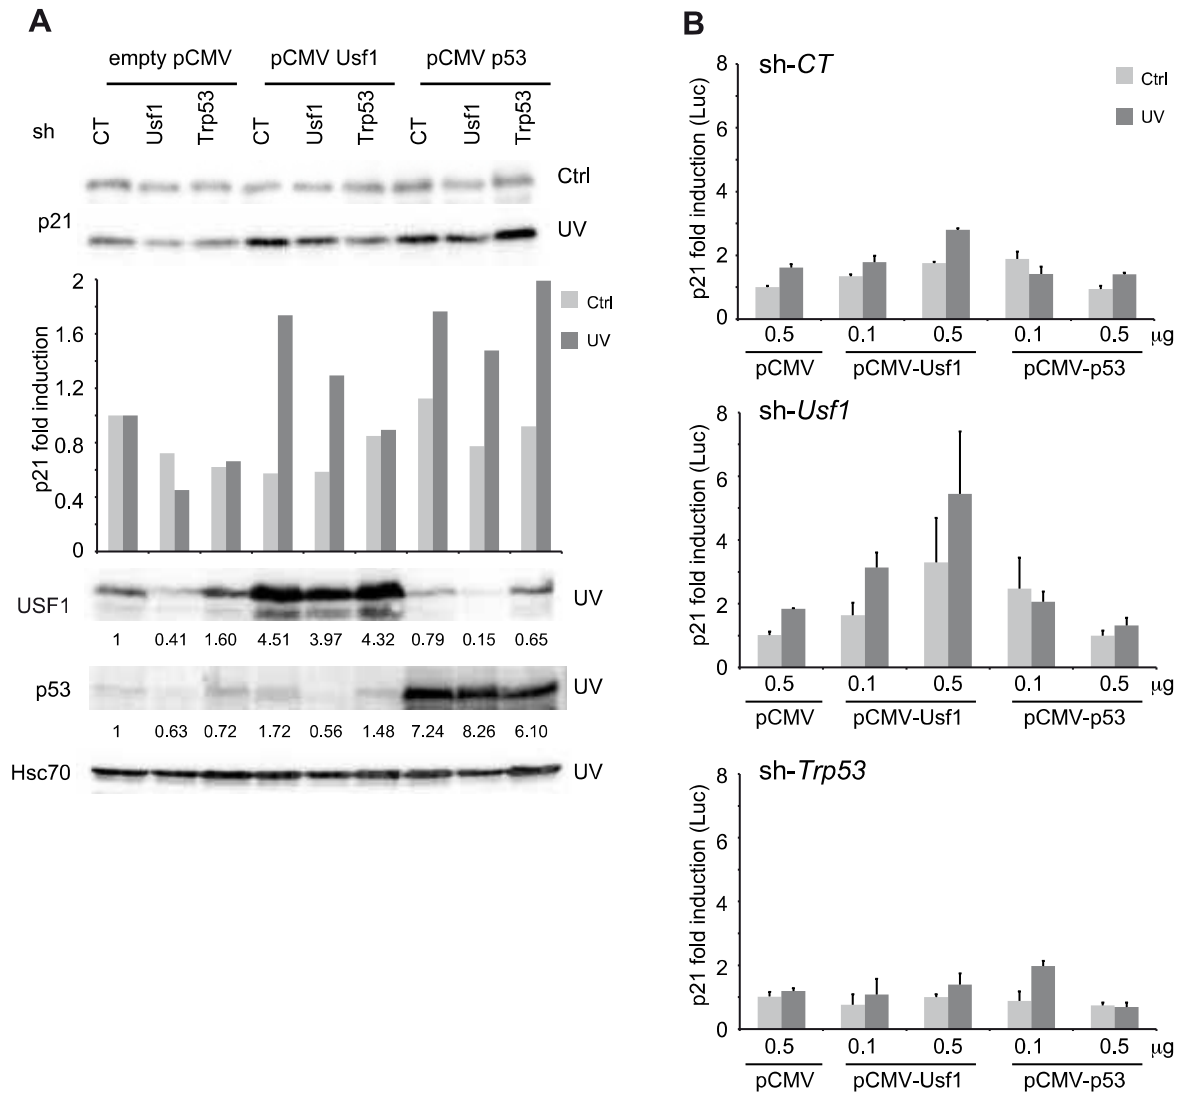 A
empty pCMV pCMV Usf1 pCMV p53
sh CT Usf1 Trp53 CT Usf1 Trp53 CT Usf1 Trp53
Ctrl
p21
UV
p21 fold induction
2
1.6
1.2
0.8
0.4
0
Ctrl
UV
USF1 UV
1 0.41 1.60 4.51 3.97 4.32 0.79 0.15 0.65
p53 UV
1 0.63 0.72 1.72 0.56 1.48 7.24 8.26 6.10
Hsc70 UV
B
sh-CT
p21 fold induction (Luc)
8
6
4
2
0
Ctrl
UV
0.5 0.1 0.5 0.1 0.5 µg
pCMV pCMV-Usf1 pCMV-p53
sh-Usf1
p21 fold induction (Luc)
8
6
4
2
0
0.5 0.1 0.5 0.1 0.5 µg
pCMV pCMV-Usf1 pCMV-p53
sh-Trp53
p21 fold induction (Luc)
8
6
4
2
0
0.5 0.1 0.5 0.1 0.5 µg
pCMV pCMV-Usf1 pCMV-p53